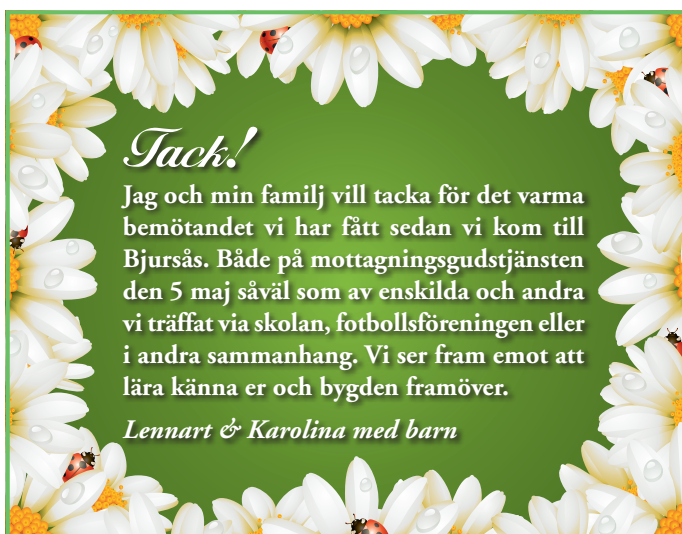 Tack!
Jag och min familj vill tacka för det varma
bemötandet vi har fått sedan vi kom till
Bjursås. Både på mottagningsgudstjänsten
den 5 maj såväl som av enskilda och andra
vi träffat via skolan, fotbollsföreningen eller
i andra sammanhang. Vi ser fram emot att
lära känna er och bygden framöver.
Lennart & Karolina med barn